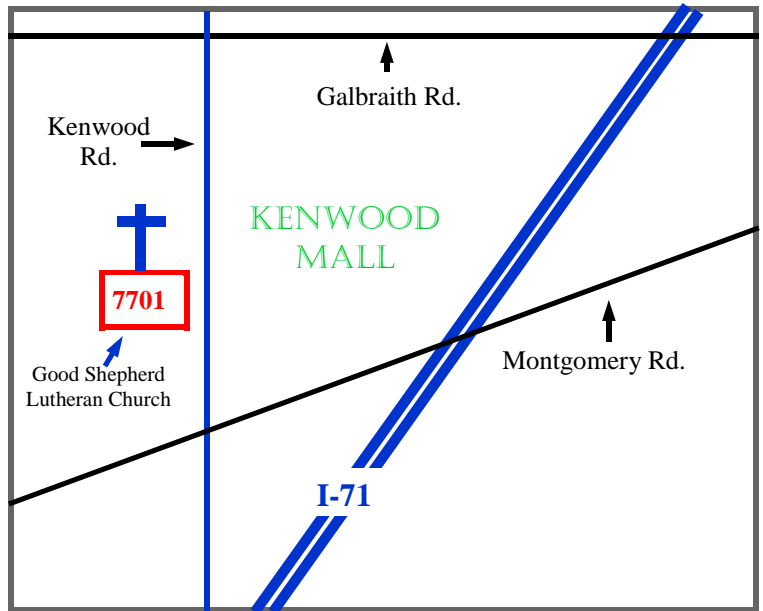 Galbraith Rd.
Kenwood
Rd.
KENWOOD
MALL
7701
Good Shepherd
Lutheran Church
Montgomery Rd.
I-71